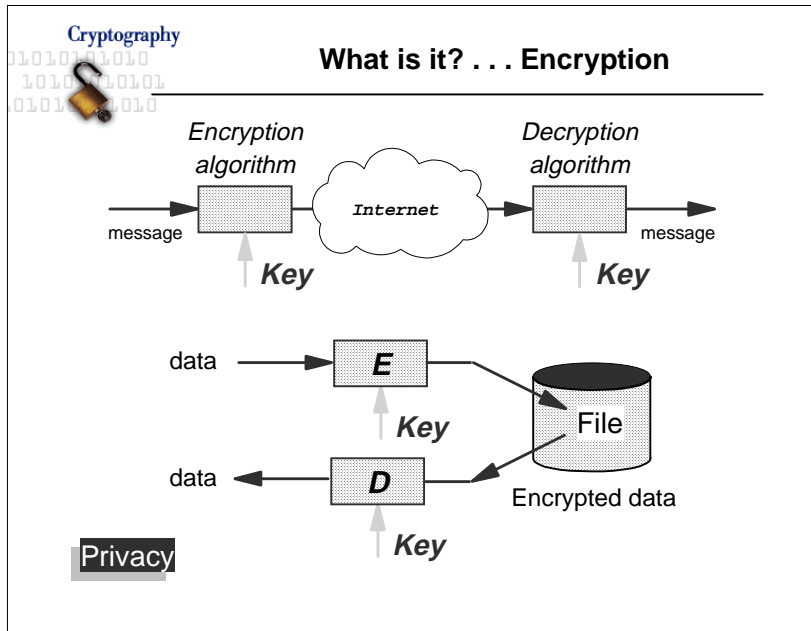 Cryptography
What is it? . . . Encryption
Encryption
algorithm
Decryption
algorithm
Internet
message
message
Key
Key
data
E
Key
File
data
D
Encrypted data
Key
Privacy